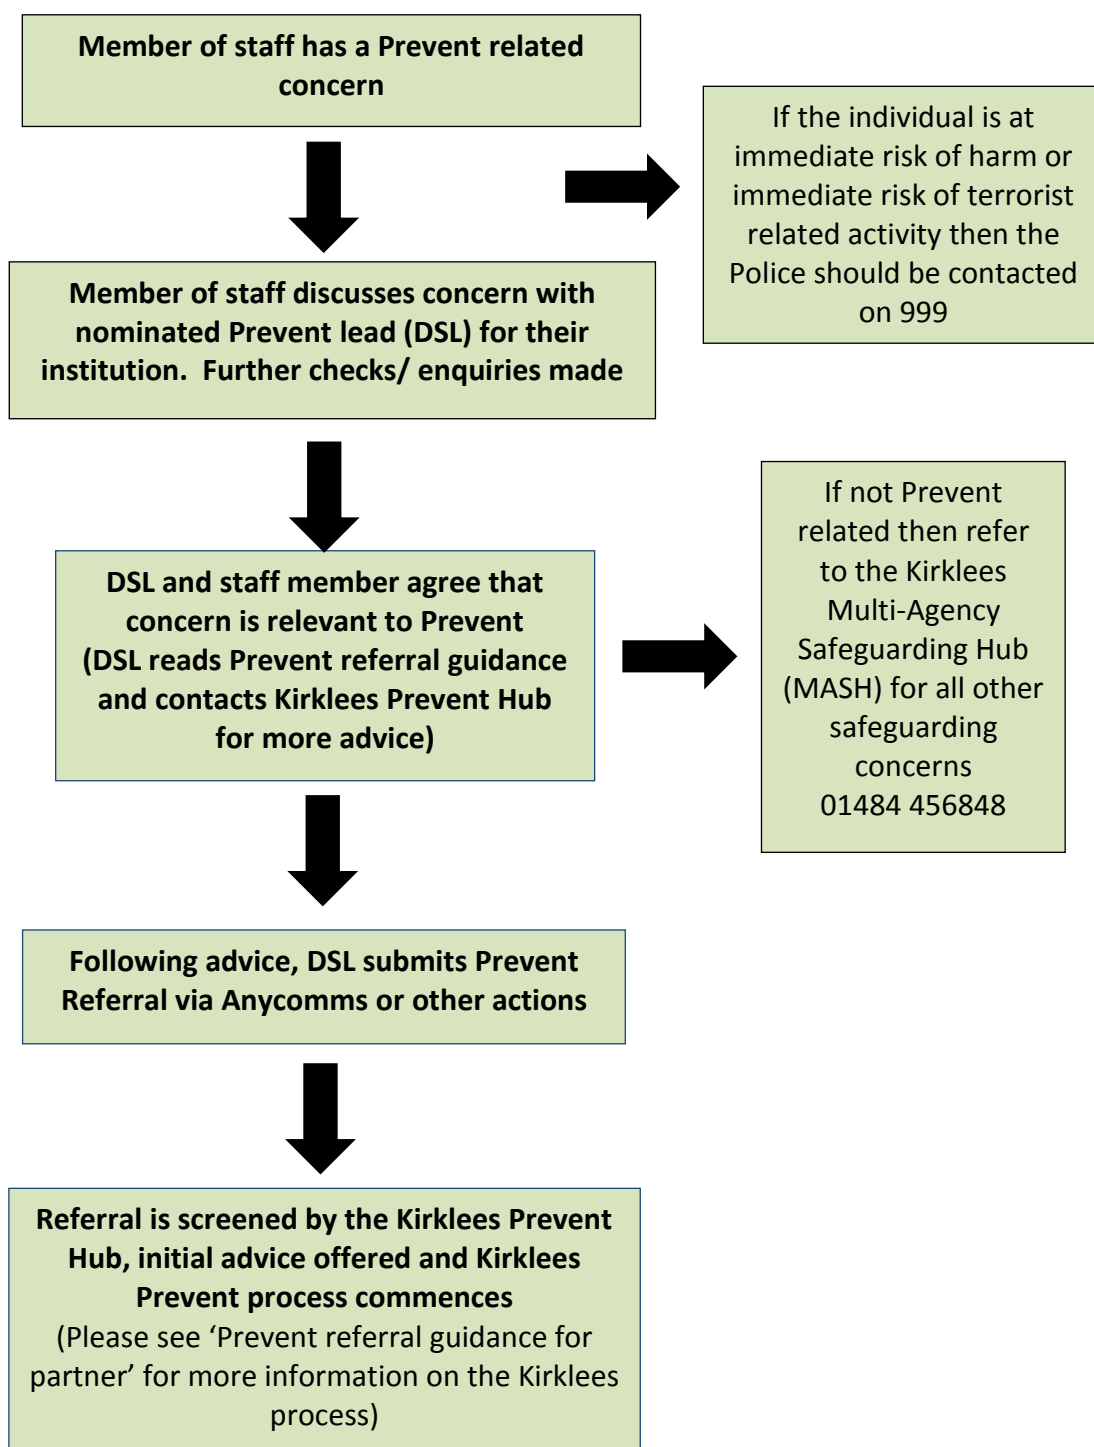 Member of staff has a Prevent related
concern
If the individual is at
immediate risk of harm or
immediate risk of terrorist
related activity then the
Police should be contacted
on 999
Member of staff discusses concern with
nominated Prevent lead (DSL) for their
institution.  Further checks/ enquiries made
If not Prevent
related then refer
to the Kirklees
Multi-Agency
Safeguarding Hub
(MASH) for all other
safeguarding
concerns
01484 456848
DSL and staff member agree that
concern is relevant to Prevent
(DSL reads Prevent referral guidance
and contacts Kirklees Prevent Hub
for more advice)
Following advice, DSL submits Prevent
Referral via Anycomms or other actions
Referral is screened by the Kirklees Prevent
Hub, initial advice offered and Kirklees
Prevent process commences
(Please see ‘Prevent referral guidance for
partner’ for more information on the Kirklees
process)